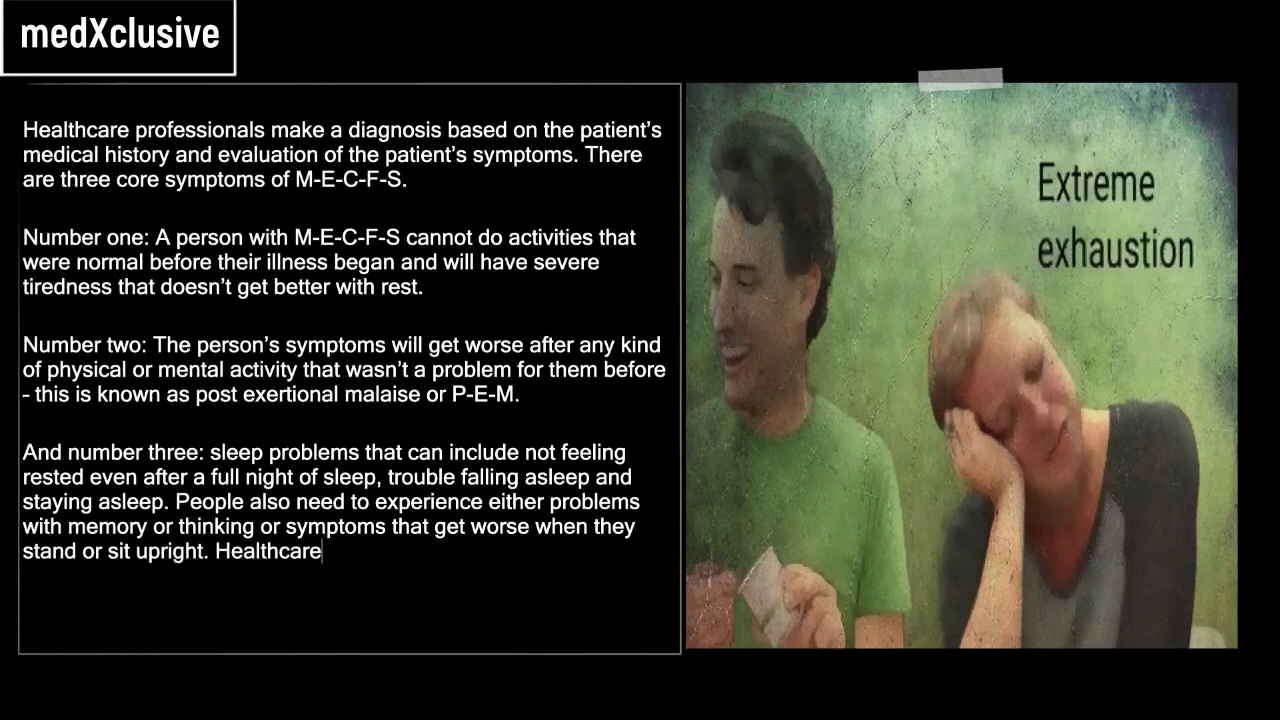 medXclusive
Healthcare professionals make a diagnosis based on the patient's
medical history and evaluation of the patient's symptoms. There
are three core symptoms of M-E-C-F-S.
Number one: A person with M-E-C-F-S cannot do activities that
were normal before their illness began and will have severe
tiredness that doesn't get better with rest.
Number two: The person's symptoms will get worse after any kind
of physical or mental activity that wasn't a problem for them before
- this is known as post exertional malaise or P-E-M.
And number three: sleep problems that can include not feeling
rested even after a full night of sleep, trouble falling asleep and
staying asleep. People also need to experience either problems
with memory or thinking or symptoms that get worse when they
stand or sit upright. Healthcare
Extreme
exhaustion